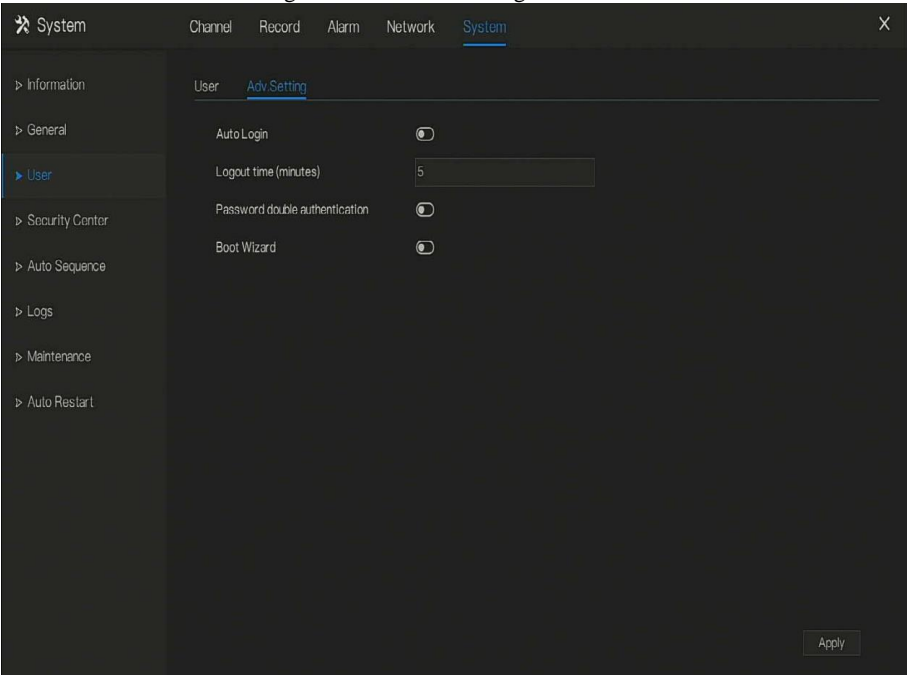 System
Channel Record Alarm Network System X
Information
General
User
Security Center
Auto Sequence
Logs
Maintenance
Auto Restart
User Adv.Setting
Auto Login
Logout time (minutes) 5
Password double authentication
Boot Wizard
Apply